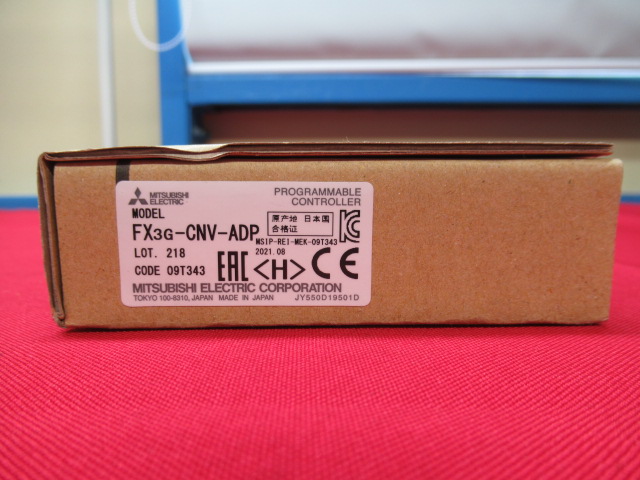 MITSUBISHI
ELECTRIC
PROGRAMMABLE
CONTROLLER
MODEL
FX3G-CNV-ADP
原产地 日本国
合格证
MSIP-REI-MEK-09T343
LOT. 218
2021.08
CODE 09T343
EAC <H> CE
MITSUBISHI ELECTRIC CORPORATION
TOKYO 100-8310, JAPAN MADE IN JAPAN JY550D19501D